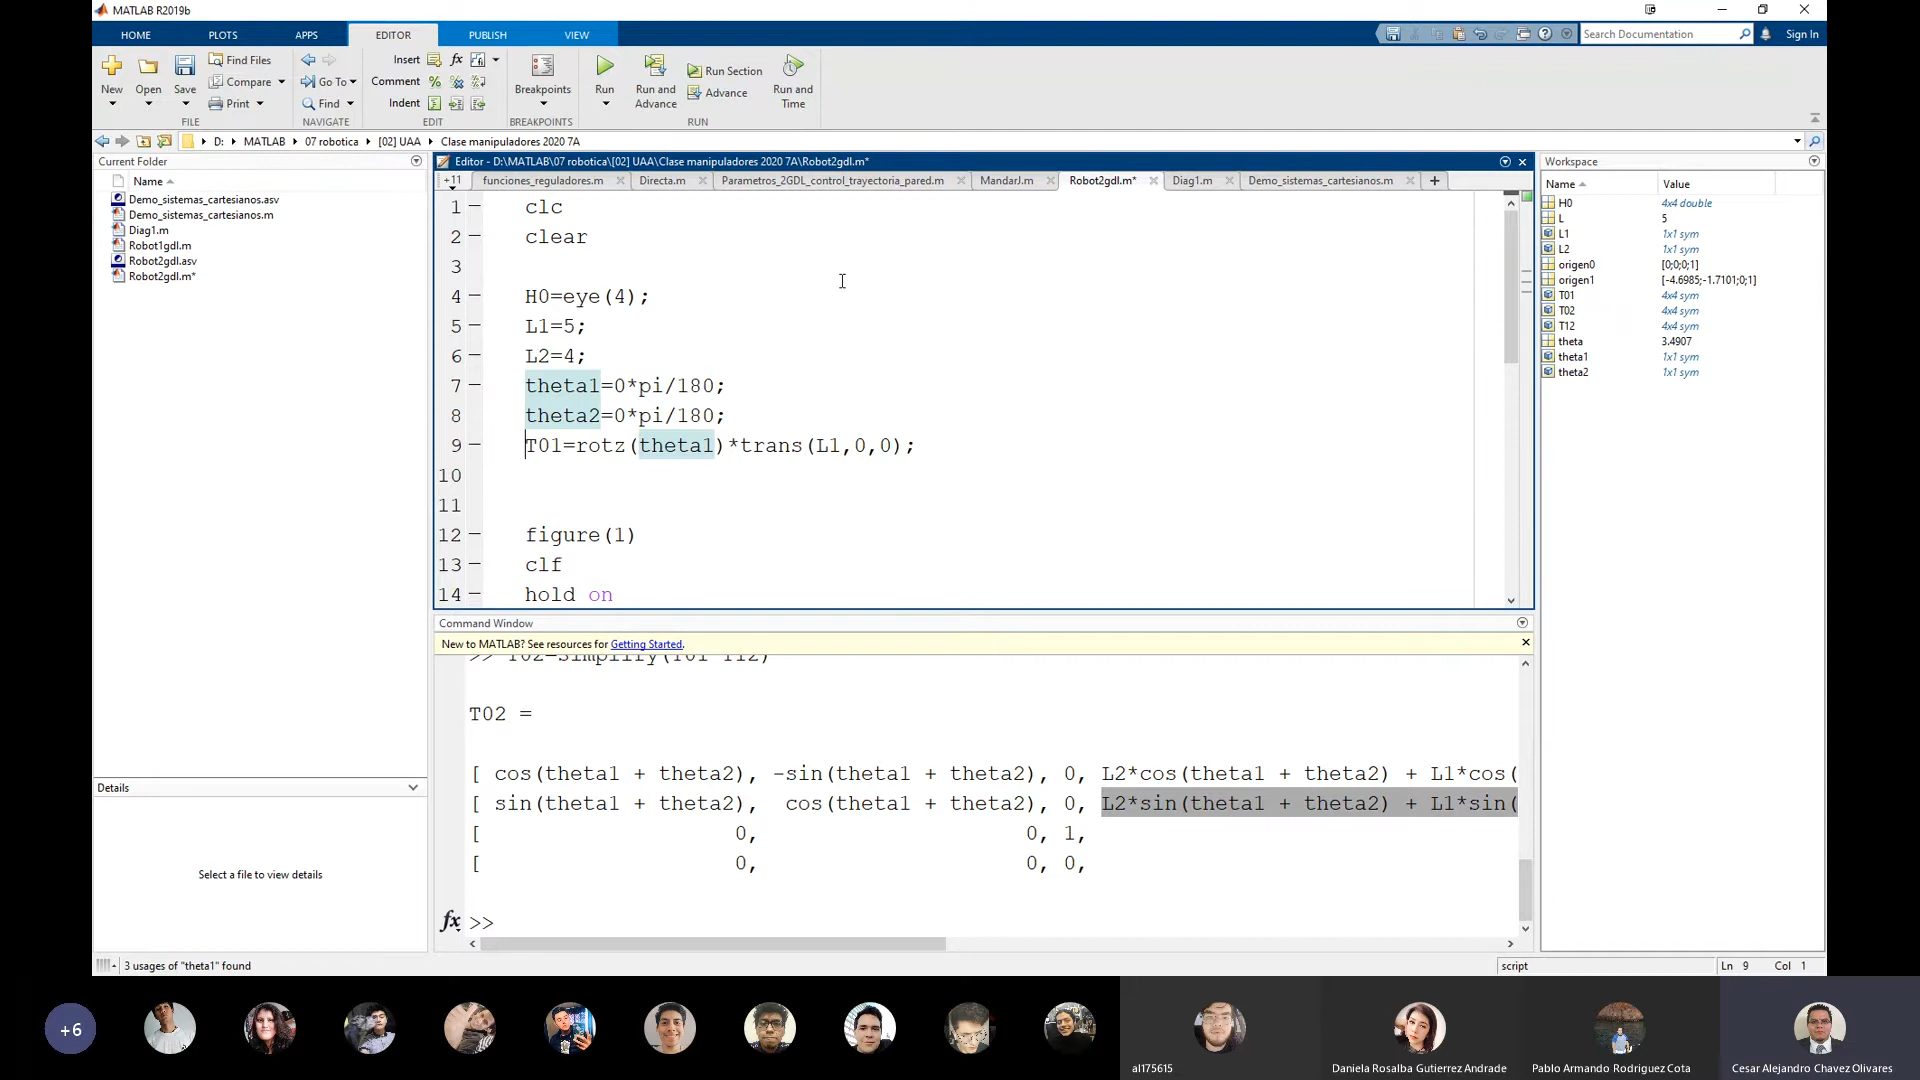 MATLAB R2019b
HOME PLOTS APPS EDITOR PUBLISH VIEW
Search Documentation
Sign In
New Open Save
Find Files
Compare
Print
FILE
Go To
Find
NAVIGATE
Insert
Comment
Indent
EDIT
Breakpoints
BREAKPOINTS
Run
Run and Advance
Run Section
Advance
Run and Time
RUN
D: MATLAB 07 robotica [02] UAA Clase manipuladores 2020 7A
Current Folder
Name
Demo_sistemas_cartesianos.asv
Demo_sistemas_cartesianos.m
Diag1.m
Robot1gdl.m
Robot2gdl.asv
Robot2gdl.m*
Details
Select a file to view details
Editor - D:\MATLAB\07 robotica\[02] UAA\Clase manipuladores 2020 7A\Robot2gdl.m*
+11 funciones_reguladores.m Directa.m Parametros_2GDL_control_trayectoria_pared.m MandarJ.m Robot2gdl.m* Diag1.m Demo_sistemas_cartesianos.m
1 clc
2 clear
3
4 H0=eye(4);
5 L1=5;
6 L2=4;
7 theta1=0*pi/180;
8 theta2=0*pi/180;
9 T01=rotz(theta1)*trans(L1,0,0);
10
11
12 figure(1)
13 clf
14 hold on
Command Window
New to MATLAB? See resources for Getting Started.
>> T02=simplify(T01*T12)
T02 =
[ cos(theta1 + theta2), -sin(theta1 + theta2), 0, L2*cos(theta1 + theta2) + L1*cos(
[ sin(theta1 + theta2), cos(theta1 + theta2), 0, L2*sin(theta1 + theta2) + L1*sin(
[ 0, 0, 1,
[ 0, 0, 0,
fx >>
Workspace
Name Value
H0 4x4 double
L 5
L1 1x1 sym
L2 1x1 sym
origen0 [0;0;0;1]
origen1 [-4.6985;-1.7101;0;1]
T01 4x4 sym
T02 4x4 sym
T12 4x4 sym
theta 3.4907
theta1 1x1 sym
theta2 1x1 sym
3 usages of "theta1" found
script
Ln 9 Col 1
+6
al175615
Daniela Rosalba Gutierrez Andrade
Pablo Armando Rodriguez Cota
Cesar Alejandro Chavez Olivares